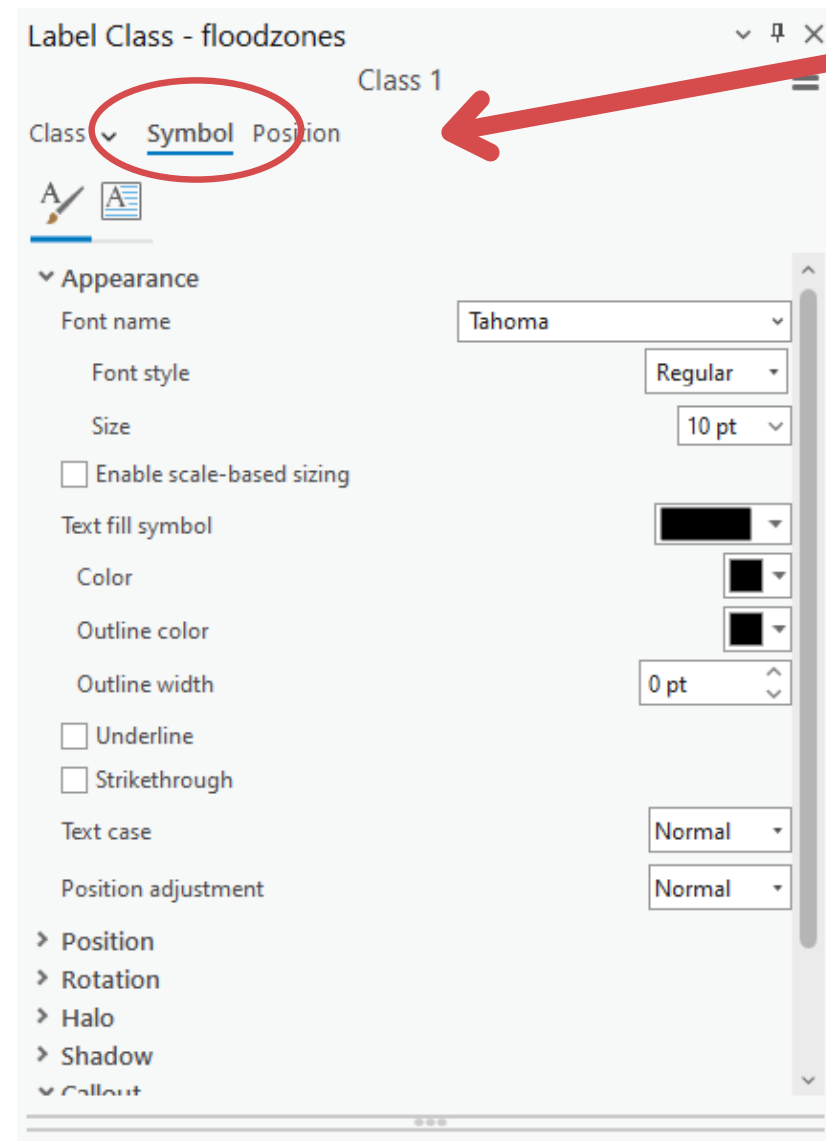 Label Class - floodzones
Class 1
Class Symbol Position
A A
Appearance
Font name Tahoma
Font style Regular
Size 10 pt
Enable scale-based sizing
Text fill symbol
Color
Outline color
Outline width 0 pt
Underline
Strikethrough
Text case Normal
Position adjustment Normal
Position
Rotation
Halo
Shadow
Callout